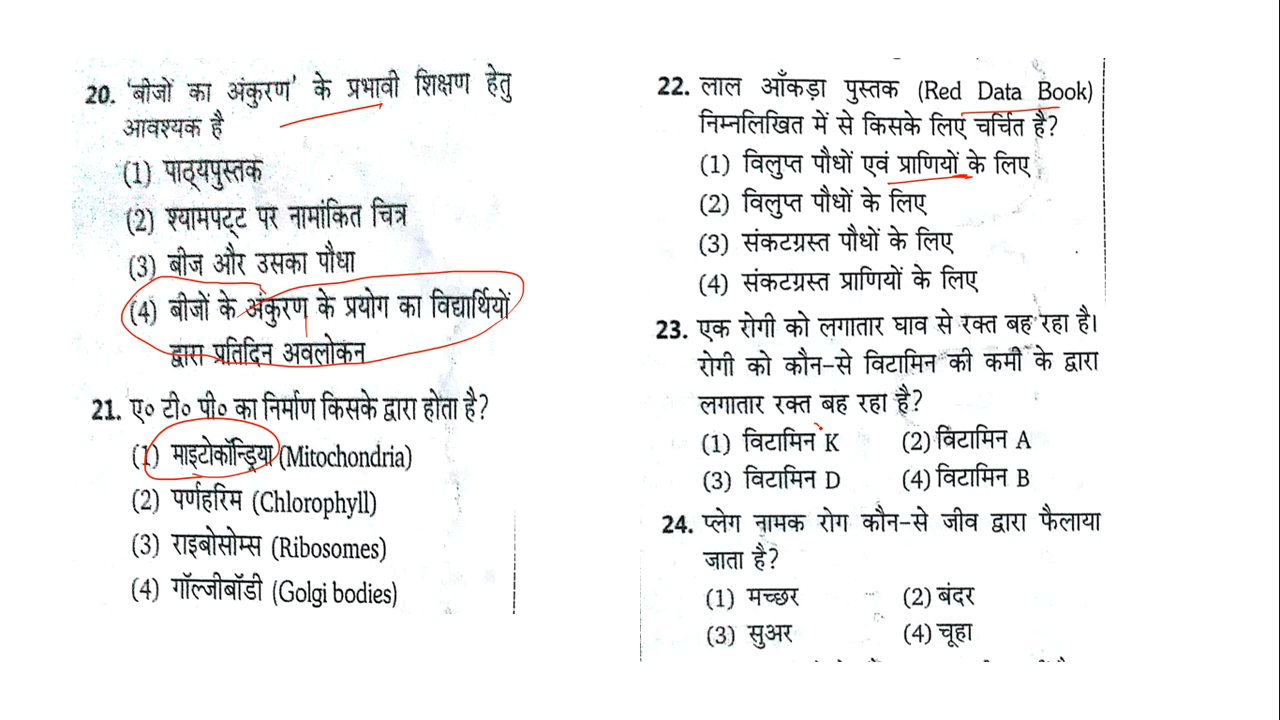 20. 'बीजों का अंकुरण' के प्रभावी शिक्षण हेतु
आवश्यक है
(1) पाठ्यपुस्तक
(2) श्यामपट्ट पर नामांकित चित्र
(3) बीज और उसका पौधा
(4) बीजों के अंकुरण के प्रयोग का विद्यार्थियों
द्वारा प्रतिदिन अवलोकन
21. ए० टी० पी० का निर्माण किसके द्वारा होता है?
(1) माइटोकॉन्ड्रिया (Mitochondria)
(2) पर्णहरिम (Chlorophyll)
(3) राइबोसोम्स (Ribosomes)
(4) गॉल्जीबॉडी (Golgi bodies)
22. लाल आँकड़ा पुस्तक (Red Data Book)
निम्नलिखित में से किसके लिए चर्चित है?
(1) विलुप्त पौधों एवं प्राणियों के लिए
(2) विलुप्त पौधों के लिए
(3) संकटग्रस्त पौधों के लिए
(4) संकटग्रस्त प्राणियों के लिए
23. एक रोगी को लगातार घाव से रक्त बह रहा है।
रोगी को कौन-से विटामिन की कमी के द्वारा
लगातार रक्त बह रहा है?
(1) विटामिन K (2) विटामिन A
(3) विटामिन D (4) विटामिन B
24. प्लेग नामक रोग कौन-से जीव द्वारा फैलाया
जाता है?
(1) मच्छर (2) बंदर
(3) सुअर (4) चूहा